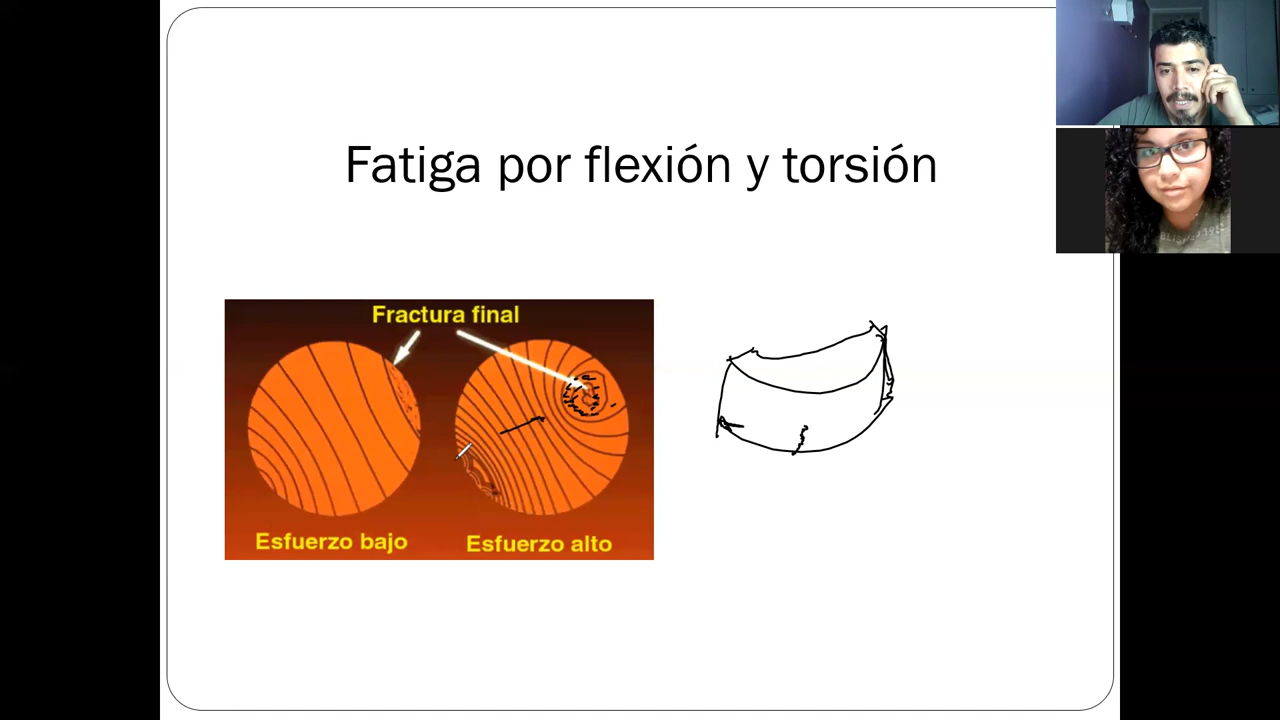 Fatiga por flexión y torsión
Fractura final
Esfuerzo bajo
Esfuerzo alto